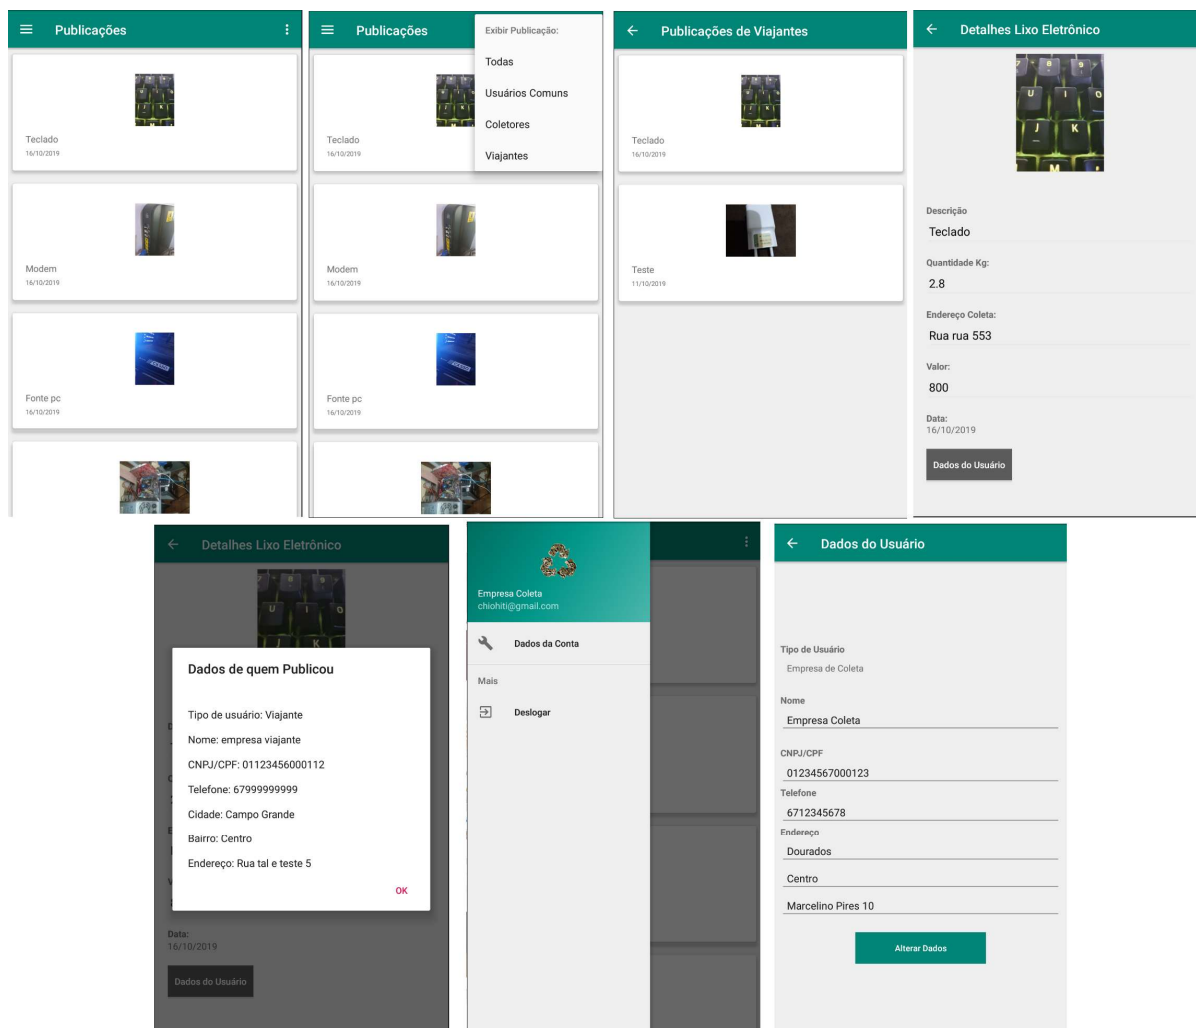 Publicações
Teclado
16/10/2019
Modem
16/10/2019
Fonte pc
16/10/2019
Publicações
Exibir Publicação:
Todas
Usuários Comuns
Coletores
Viajantes
Teclado
16/10/2019
Modem
16/10/2019
Fonte pc
16/10/2019
Publicações de Viajantes
Teclado
16/10/2019
Teste
11/10/2019
Detalhes Lixo Eletrônico
7 8 9
U I O
J K
M
Descrição
Teclado
Quantidade Kg:
2.8
Endereço Coleta:
Rua rua 553
Valor:
800
Data:
16/10/2019
Dados do Usuário
Detalhes Lixo Eletrônico
7 8 9
U I O
J K
Dados de quem Publicou
Tipo de usuário: Viajante
Nome: empresa viajante
CNPJ/CPF: 01123456000112
Telefone: 67999999999
Cidade: Campo Grande
Bairro: Centro
Endereço: Rua tal e teste 5
OK
Data:
16/10/2019
Dados do Usuário
Empresa Coleta
chiohiti@gmail.com
Dados da Conta
Mais
Deslogar
Dados do Usuário
Tipo de Usuário
Empresa de Coleta
Nome
Empresa Coleta
CNPJ/CPF
01234567000123
Telefone
6712345678
Endereço
Dourados
Centro
Marcelino Pires 10
Alterar Dados